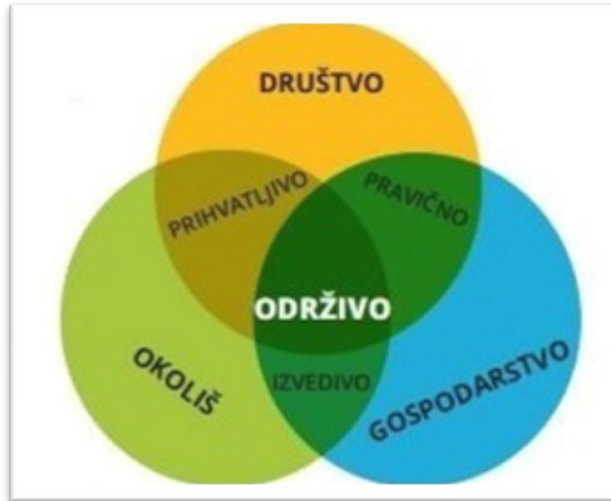 DRUŠTVO
PRIHVATLJIVO
PRAVIČNO
ODRŽIVO
OKOLIŠ
IZVEDIVO
GOSPODARSTVO